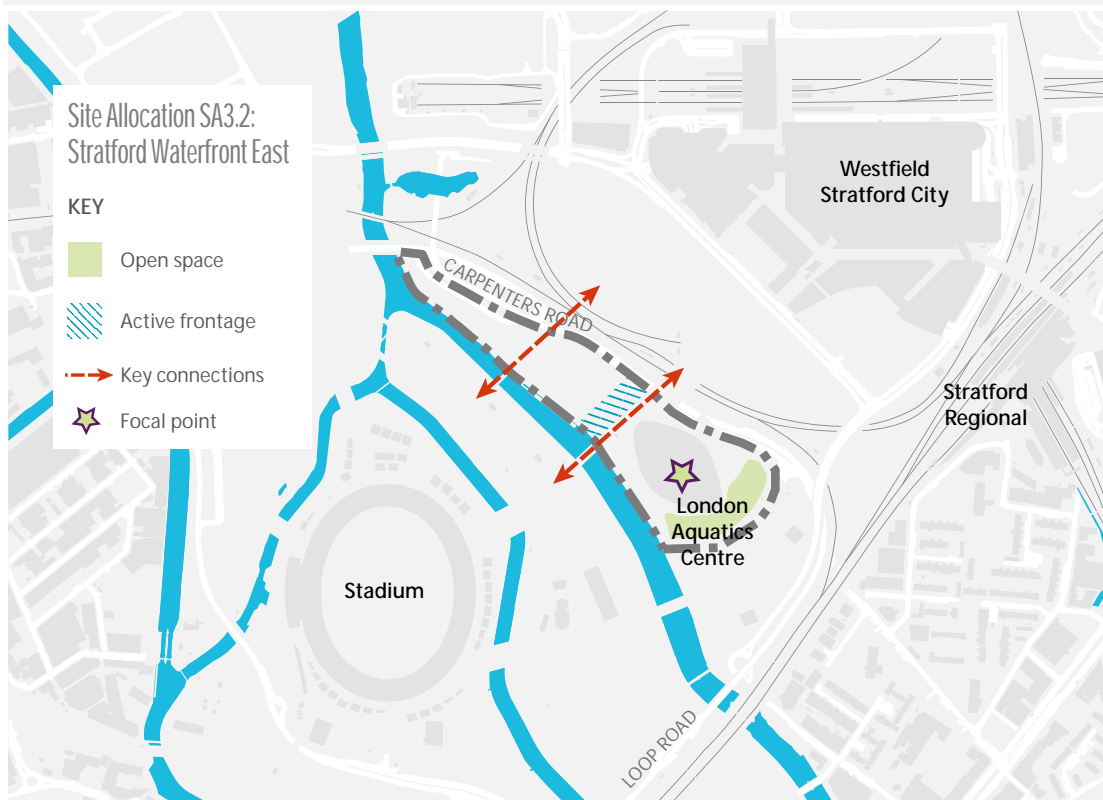 Site Allocation SA3.2:
Stratford Waterfront East
KEY
Open space
Active frontage
Key connections
Focal point
Westfield
Stratford City
CARPENTERS ROAD
Stratford
Regional
London
Aquatics
Centre
Stadium
LOOP ROAD